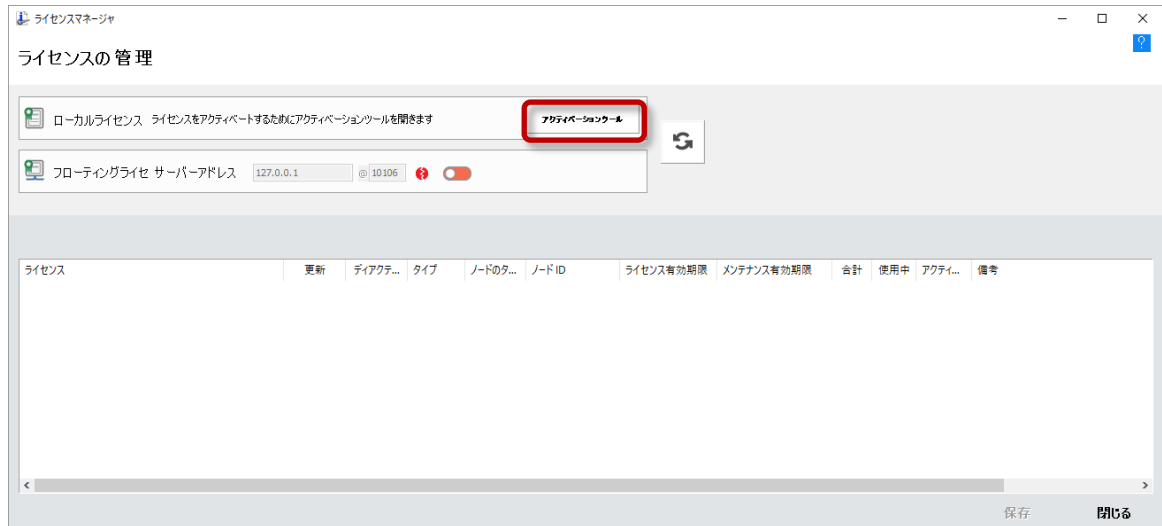 ライセンスマネージャ
?
ライセンスの管理
ローカルライセンス ライセンスをアクティベートするためにアクティベーションツールを開きます アクティベーションツール
フローティングライセ サーバーアドレス 127.0.0.1 @ 10106
ライセンス 更新 ディアクテ... タイプ ノードのタ... ノード ID ライセンス有効期限 メンテナンス有効期限 合計 使用中 アクティ... 備考
保存 閉じる